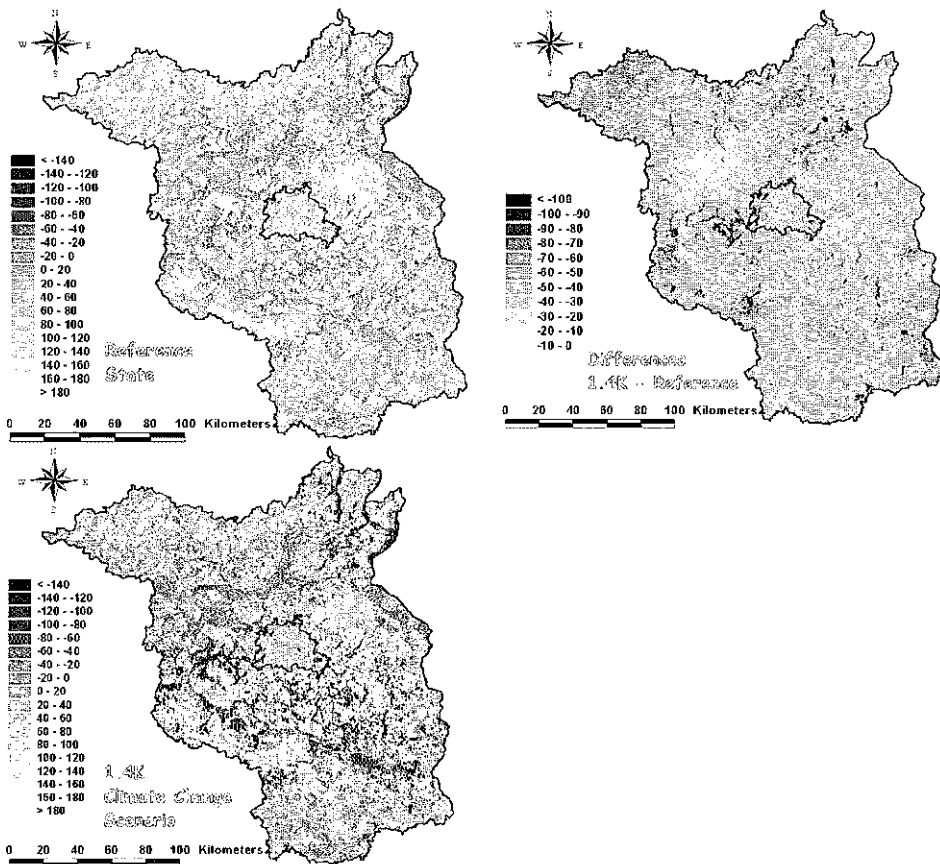 N
W E
S
< -140
-140 - -120
-120 - -100
-100 - -80
-80 - -60
-60 - -40
-40 - -20
-20 - 0
0 - 20
20 - 40
40 - 60
60 - 80
80 - 100
100 - 120
120 - 140
140 - 160
160 - 180
> 180
Reference
State
0 20 40 60 80 100 Kilometers
N
W E
S
< -100
-100 - -90
-90 - -80
-80 - -70
-70 - -60
-60 - -50
-50 - -40
-40 - -30
-30 - -20
-20 - -10
-10 - 0
Difference
1.4K - Reference
0 20 40 60 80 100 Kilometers
N
W E
S
< -140
-140 - -120
-120 - -100
-100 - -80
-80 - -60
-60 - -40
-40 - -20
-20 - 0
0 - 20
20 - 40
40 - 60
60 - 80
80 - 100
100 - 120
120 - 140
140 - 160
160 - 180
> 180
1.4K
Climate Change
Scenario
0 20 40 60 80 100 Kilometers